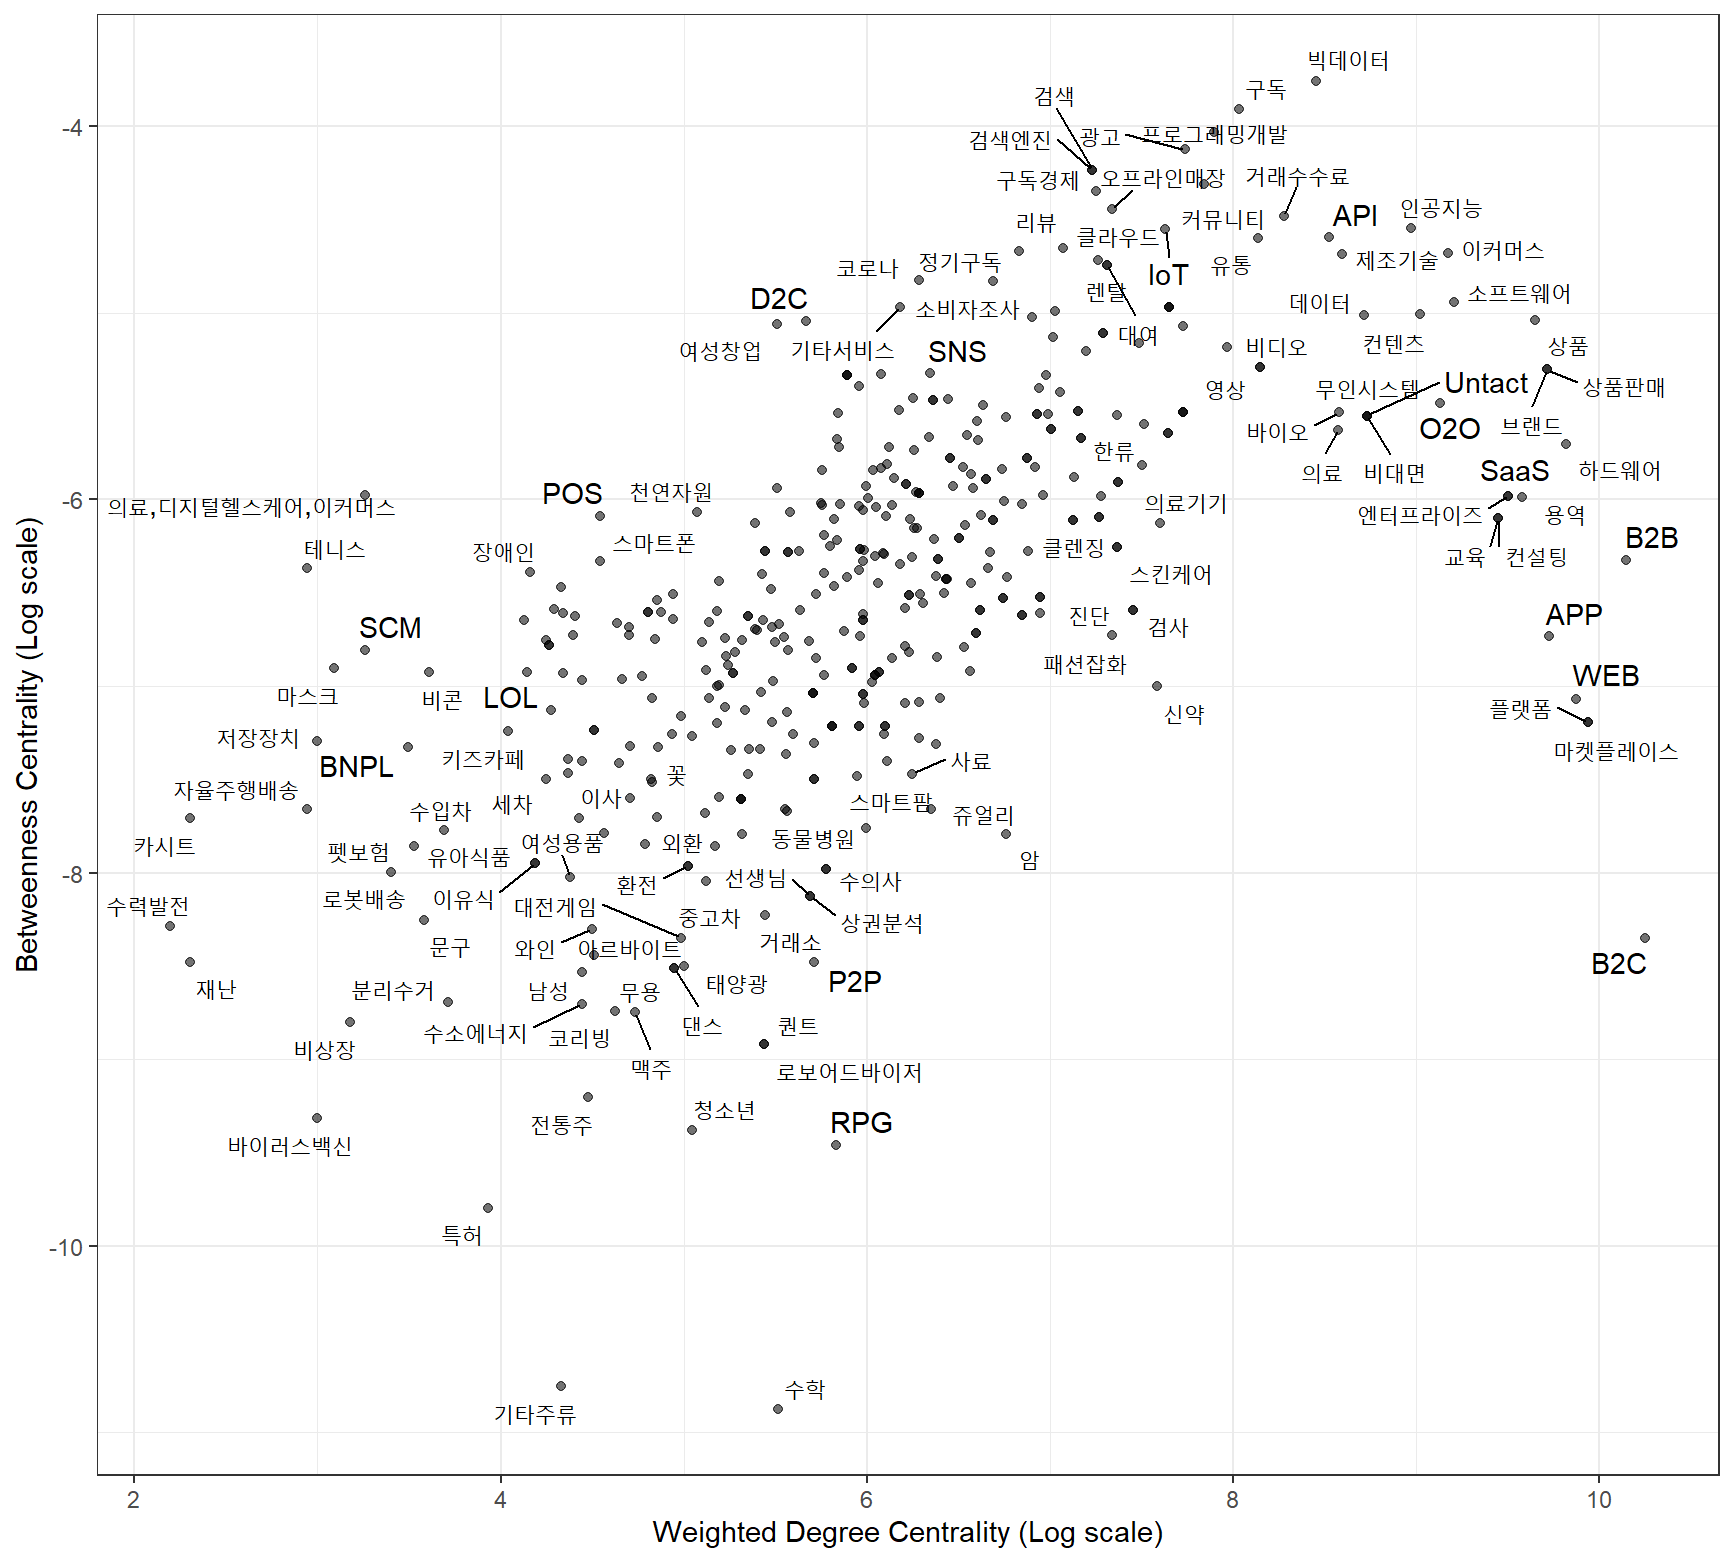 빅데이터
구독
검색
광고
프로그래밍개발
검색엔진
구독경제
오프라인매장
거래수수료
리뷰
커뮤니티
API
인공지능
클라우드
코로나
정기구독
IoT
유통
제조기술
이커머스
D2C
렌탈
소비자조사
데이터
소프트웨어
여성창업
기타서비스
SNS
대여
비디오
컨텐츠
상품
영상
무인시스템
Untact
상품판매
바이오
O2O
브랜드
한류
의료
비대면
SaaS
하드웨어
POS
천연자원
의료,디지털헬스케어,이커머스
의료기기
엔터프라이즈
용역
테니스
장애인
스마트폰
클렌징
교육
컨설팅
B2B
스킨케어
SCM
진단
검사
APP
패션잡화
마스크
비콘
LOL
신약
WEB
플랫폼
저장장치
BNPL
키즈카페
사료
마켓플레이스
자율주행배송
수입차
세차
이사
꽃
스마트팜
쥬얼리
카시트
펫보험
유아식품
여성용품
외환
동물병원
암
수력발전
로봇배송
이유식
환전
선생님
수의사
대전게임
중고차
상권분석
문구
와인
아르바이트
거래소
재난
분리수거
남성
무용
태양광
P2P
B2C
비상장
수소에너지
코리빙
댄스
퀀트
맥주
로보어드바이저
바이러스백신
전통주
청소년
RPG
특허
기타주류
수학
-4
-6
-8
-10
2
4
6
8
10
Weighted Degree Centrality (Log scale)
Betweenness Centrality (Log scale)